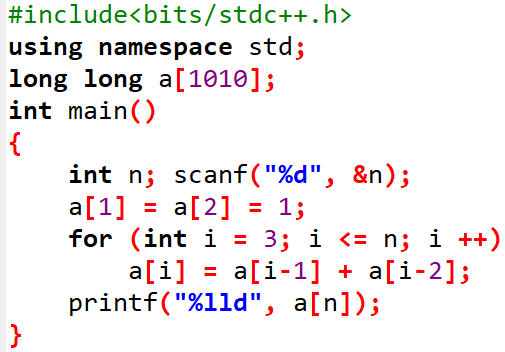 #include<bits/stdc++.h>
using namespace std;
long long a[1010];
int main()
{
    int n; scanf("%d", &n);
    a[1] = a[2] = 1;
    for (int i = 3; i <= n; i ++)
        a[i] = a[i-1] + a[i-2];
    printf("%lld", a[n]);
}